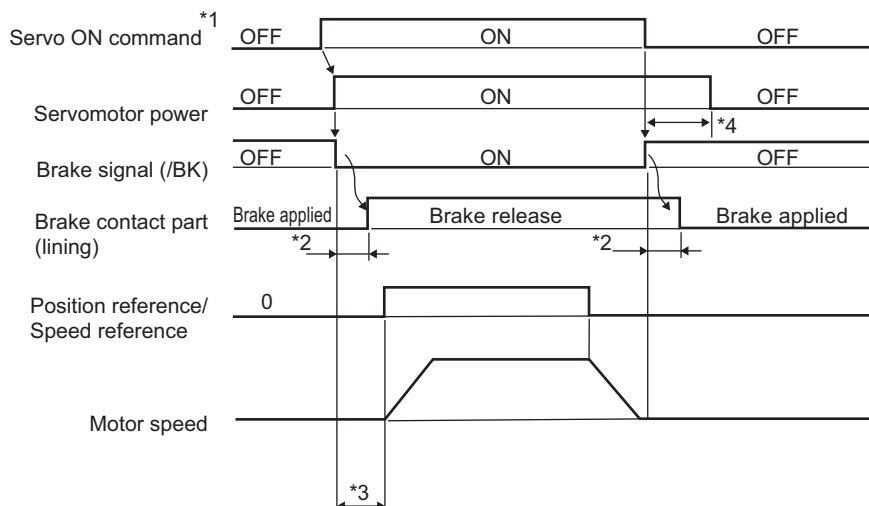 Servo ON command*1 OFF ON OFF
Servomotor power OFF ON OFF
*4
Brake signal (/BK) OFF ON OFF
Brake contact part
(lining)
Brake applied Brake release Brake applied
*2 *2
Position reference/
Speed reference
0
Motor speed
*3